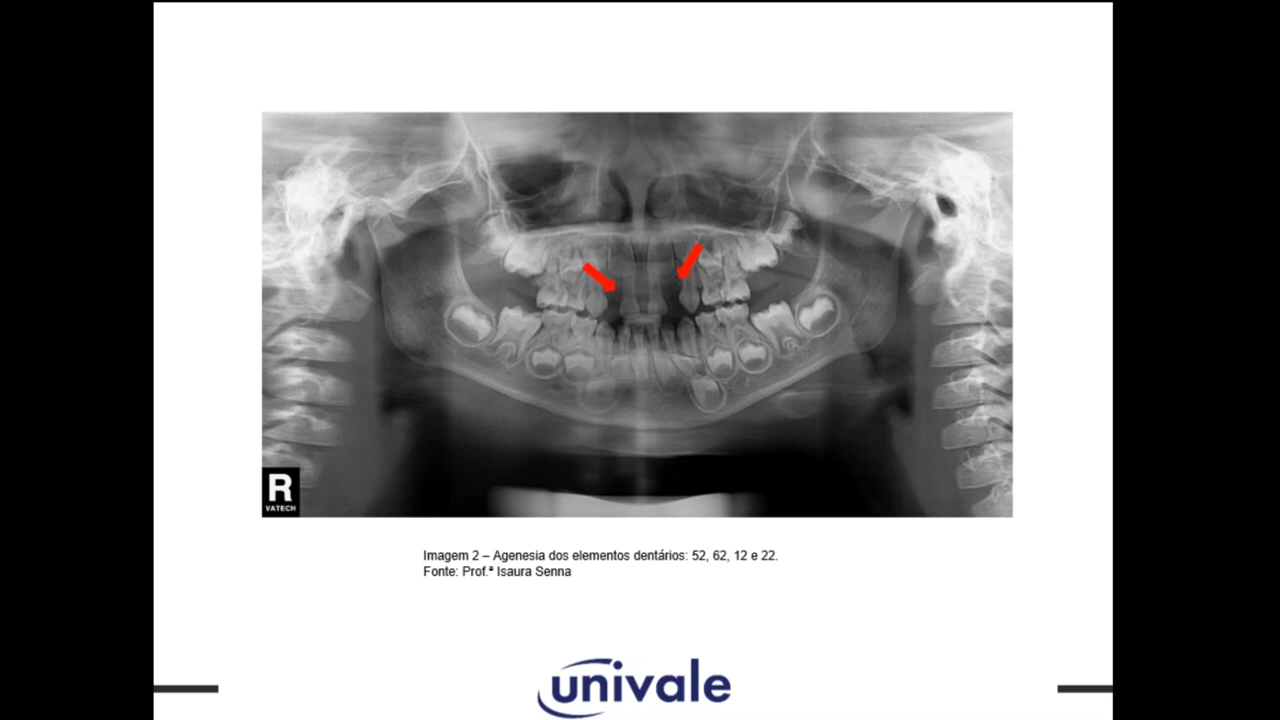 R
VATECH
Imagem 2 – Agenesia dos elementos dentários: 52, 62, 12 e 22.
Fonte: Prof.ª Isaura Senna
univale